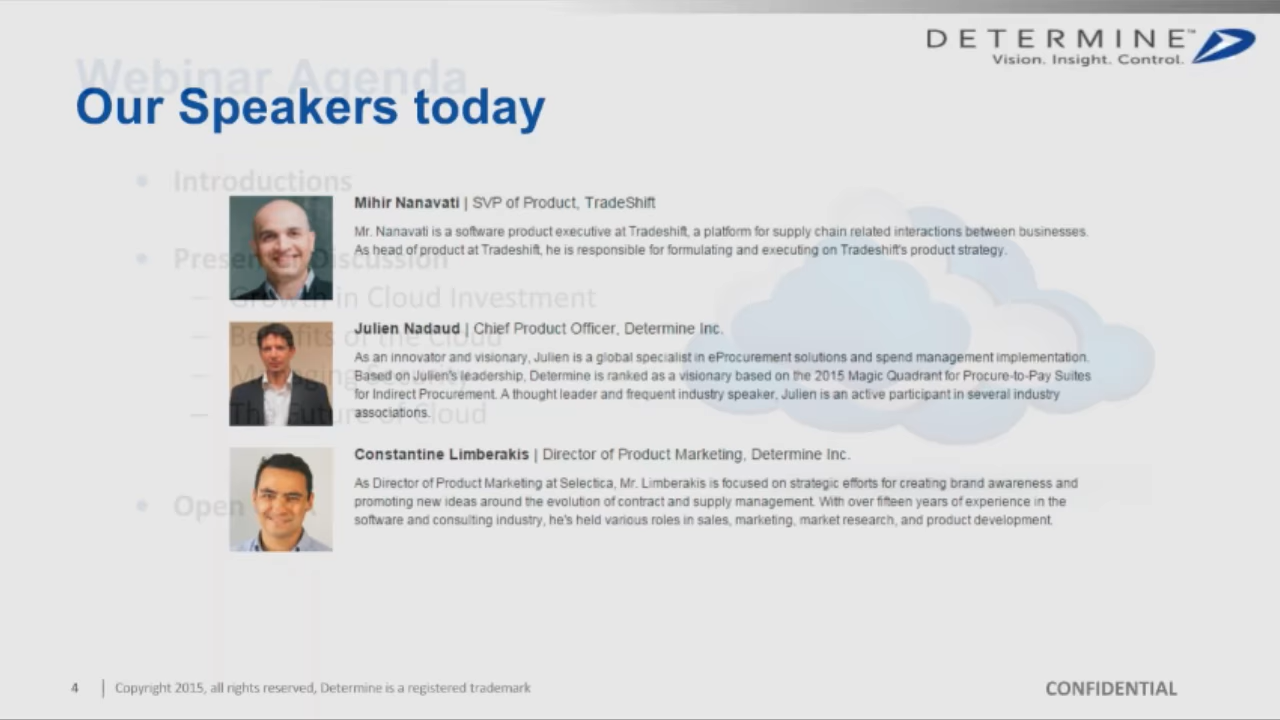 DETERMINE™
Vision. Insight. Control.
Webinar Agenda
Our Speakers today
• Introductions
Mihir Nanavati | SVP of Product, TradeShift
Mr. Nanavati is a software product executive at Tradeshift, a platform for supply chain related interactions between businesses.
As head of product at Tradeshift, he is responsible for formulating and executing on Tradeshift's product strategy.
• Discussion
– Growth in Cloud Investment
Julien Nadaud | Chief Product Officer, Determine Inc.
– Benefits of the Cloud
As an innovator and visionary, Julien is a global specialist in eProcurement solutions and spend management implementation.
Based on Julien's leadership, Determine is ranked as a visionary based on the 2015 Magic Quadrant for Procure-to-Pay Suites
for Indirect Procurement. A thought leader and frequent industry speaker, Julien is an active participant in several industry
associations.
– The Future of Cloud
Constantine Limberakis | Director of Product Marketing, Determine Inc.
As Director of Product Marketing at Selectica, Mr. Limberakis is focused on strategic efforts for creating brand awareness and
promoting new ideas around the evolution of contract and supply management. With over fifteen years of experience in the
software and consulting industry, he's held various roles in sales, marketing, market research, and product development.
• Open
4 | Copyright 2015, all rights reserved, Determine is a registered trademark
CONFIDENTIAL